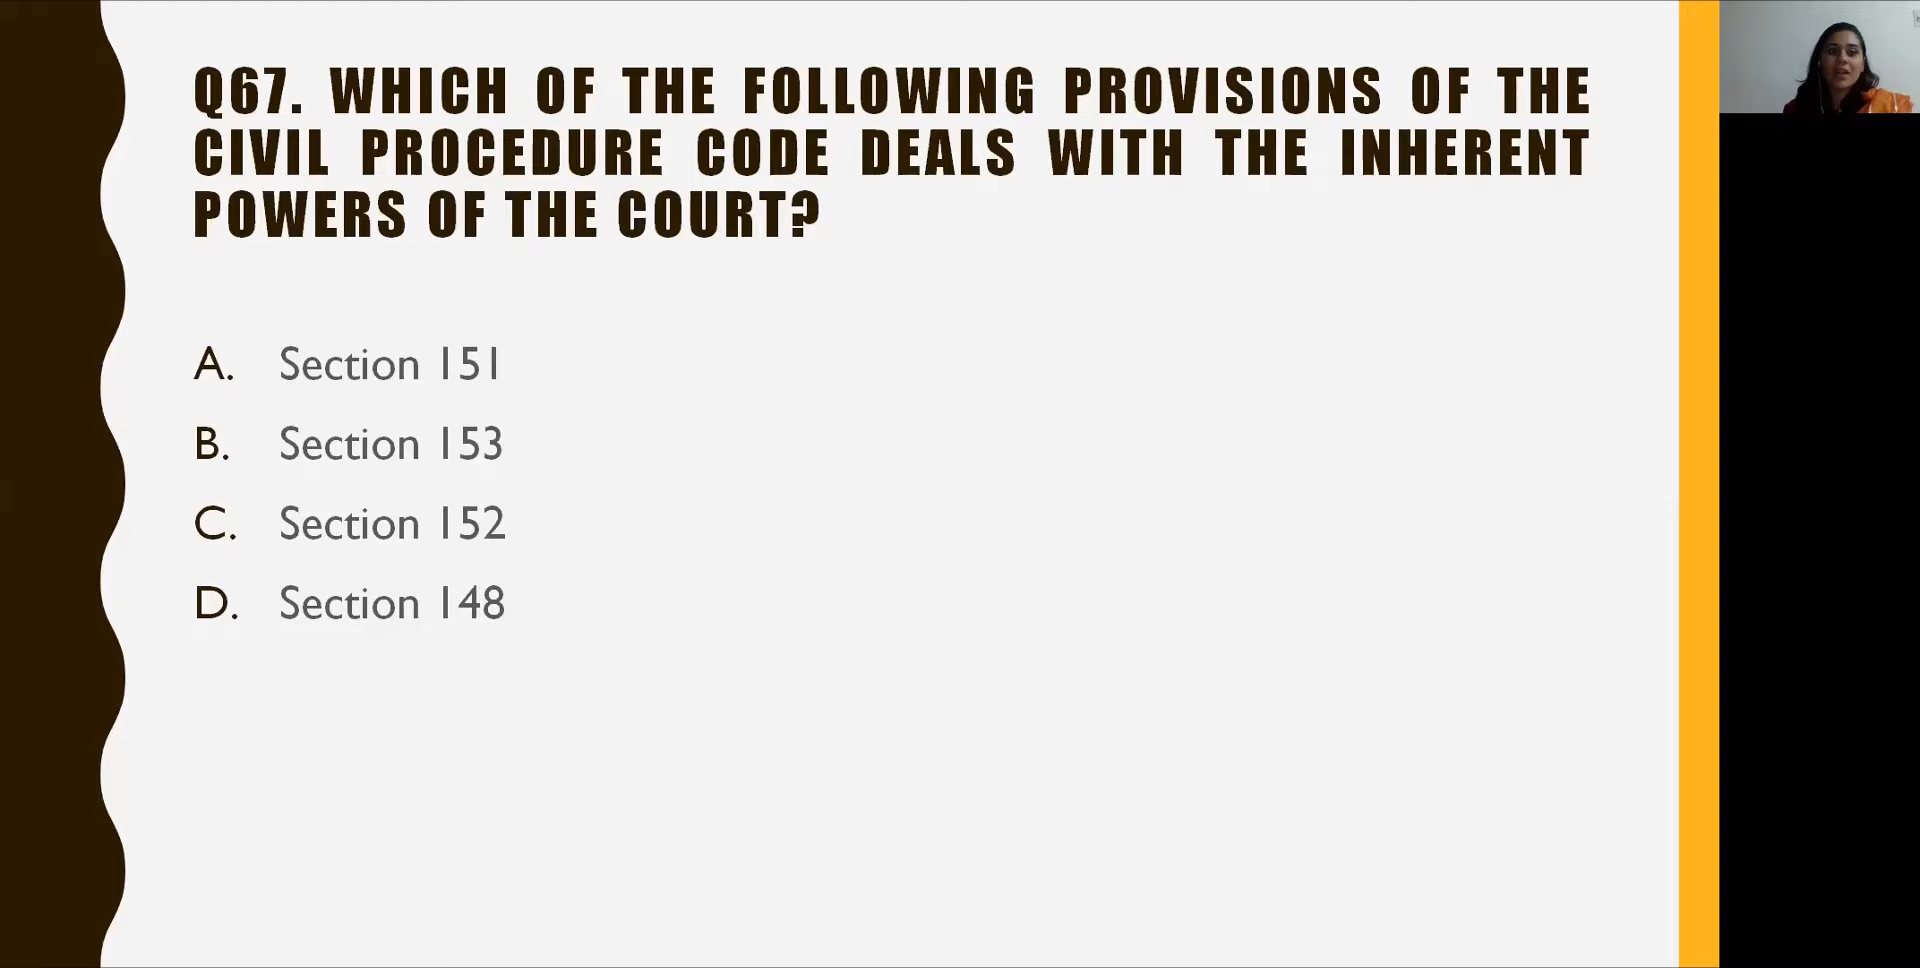 Q67. WHICH OF THE FOLLOWING PROVISIONS OF THE
CIVIL PROCEDURE CODE DEALS WITH THE INHERENT
POWERS OF THE COURT?
A. Section 151
B. Section 153
C. Section 152
D. Section 148